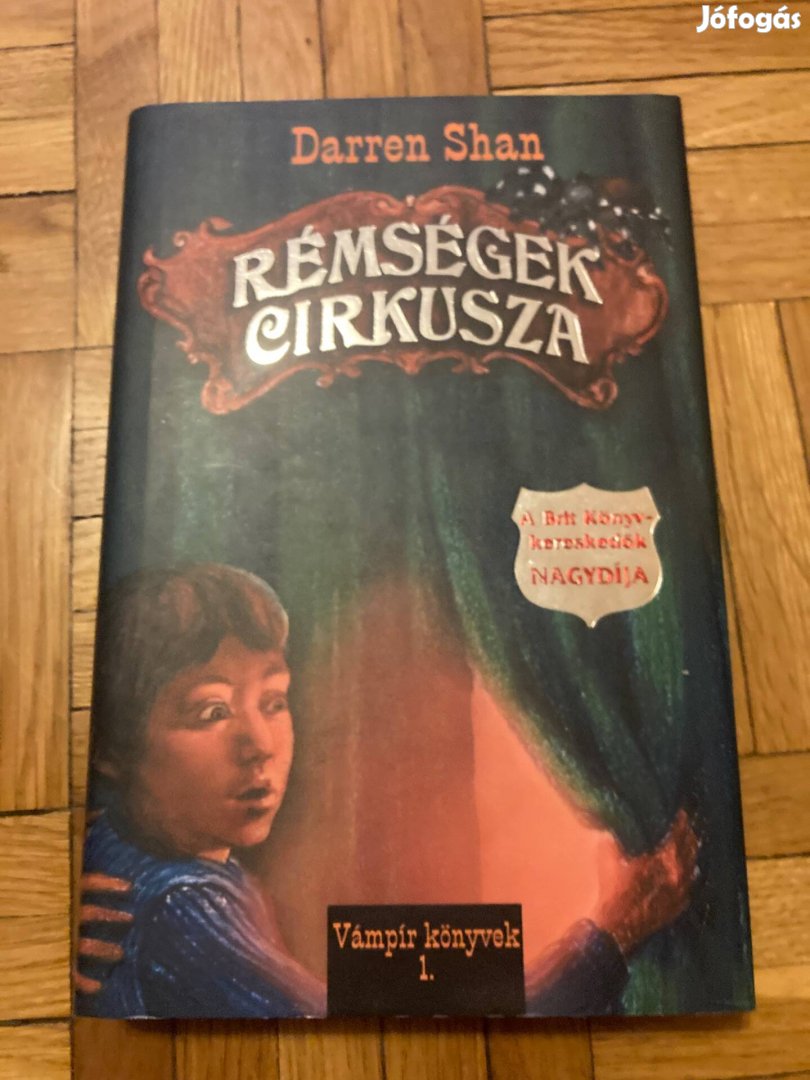 Jófogás
Darren Shan
RÉMSÉGEK
CIRKUSZA
A Brit Könyv-
kereskedők
NAGYDÍJA
Vámpír könyvek
1.